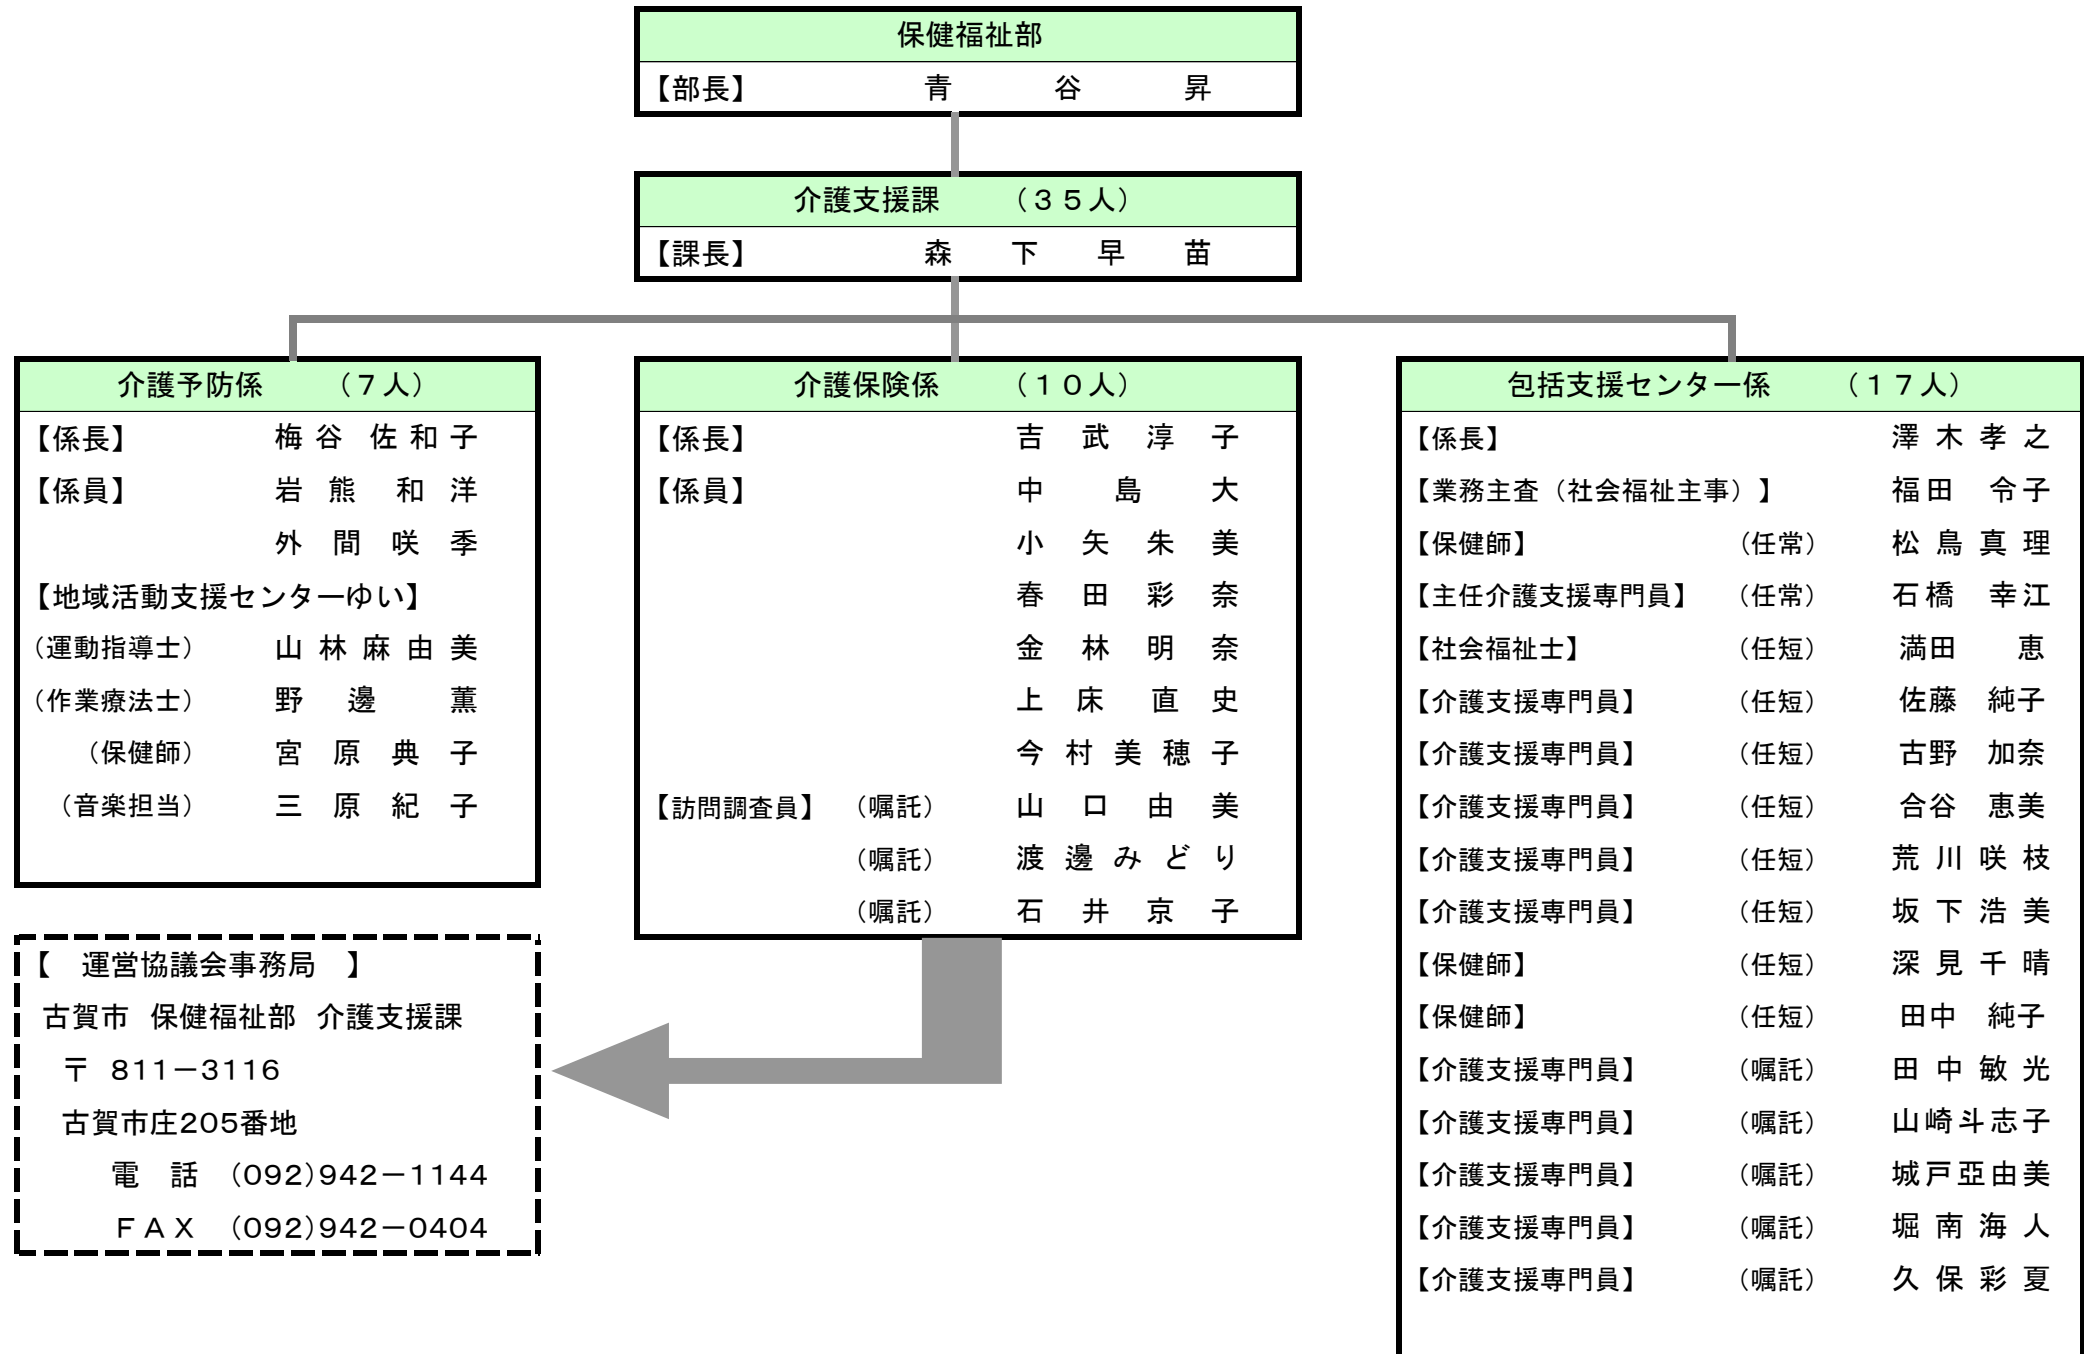 保健福祉部
【部長】 青谷昇
介護支援課 （３５人）
【課長】 森下早苗
介護予防係 （７人）
【係長】 梅谷佐和子
【係員】 岩熊和洋
外間咲季
【地域活動支援センターゆい】
（運動指導士） 山林麻由美
（作業療法士） 野邊薫
（保健師） 宮原典子
（音楽担当） 三原紀子
介護保険係 （１０人）
【係長】 吉武淳子
【係員】 中島大
小矢朱美
春田彩奈
金林明奈
上床直史
今村美穂子
【訪問調査員】 （嘱託） 山口由美
（嘱託） 渡邊みどり
（嘱託） 石井京子
包括支援センター係 （１７人）
【係長】 澤木孝之
【業務主査（社会福祉主事）】 福田令子
【保健師】 （任常） 松鳥真理
【主任介護支援専門員】 （任常） 石橋幸江
【社会福祉士】 （任短） 満田恵
【介護支援専門員】 （任短） 佐藤純子
【介護支援専門員】 （任短） 古野加奈
【介護支援専門員】 （任短） 合谷恵美
【介護支援専門員】 （任短） 荒川咲枝
【介護支援専門員】 （任短） 坂下浩美
【保健師】 （任短） 深見千晴
【保健師】 （任短） 田中純子
【介護支援専門員】 （嘱託） 田中敏光
【介護支援専門員】 （嘱託） 山崎斗志子
【介護支援専門員】 （嘱託） 城戸亞由美
【介護支援専門員】 （嘱託） 堀南海人
【介護支援専門員】 （嘱託） 久保彩夏
【　運営協議会事務局　】
古賀市 保健福祉部 介護支援課
〒 811－3116
古賀市庄205番地
電　話 (092)942－1144
ＦＡＸ (092)942－0404